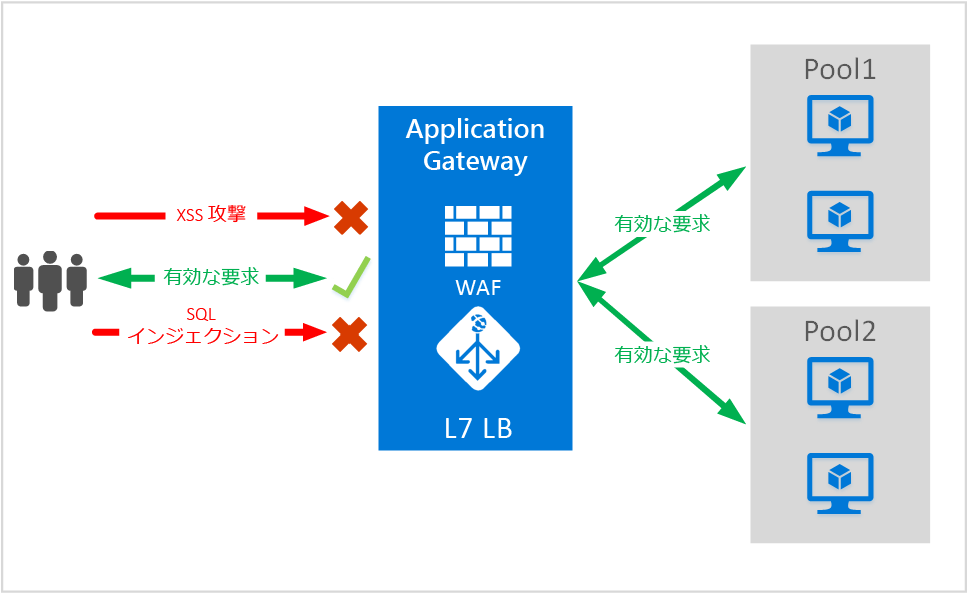 XSS 攻撃
有効な要求
SQL
インジェクション
Application
Gateway
WAF
L7 LB
有効な要求
有効な要求
Pool1
Pool2